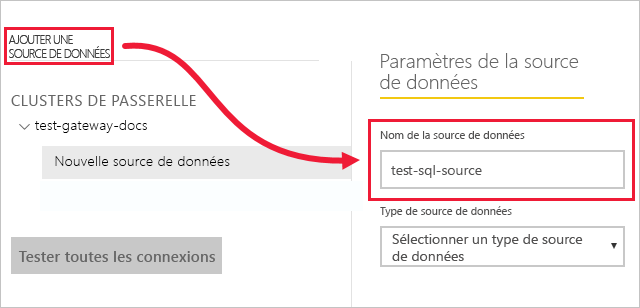 AJOUTER UNE
SOURCE DE DONNÉES
CLUSTERS DE PASSERELLE
test-gateway-docs
Nouvelle source de données
Tester toutes les connexions
Paramètres de la source
de données
Nom de la source de données
test-sql-source
Type de source de données
Sélectionner un type de source
de données